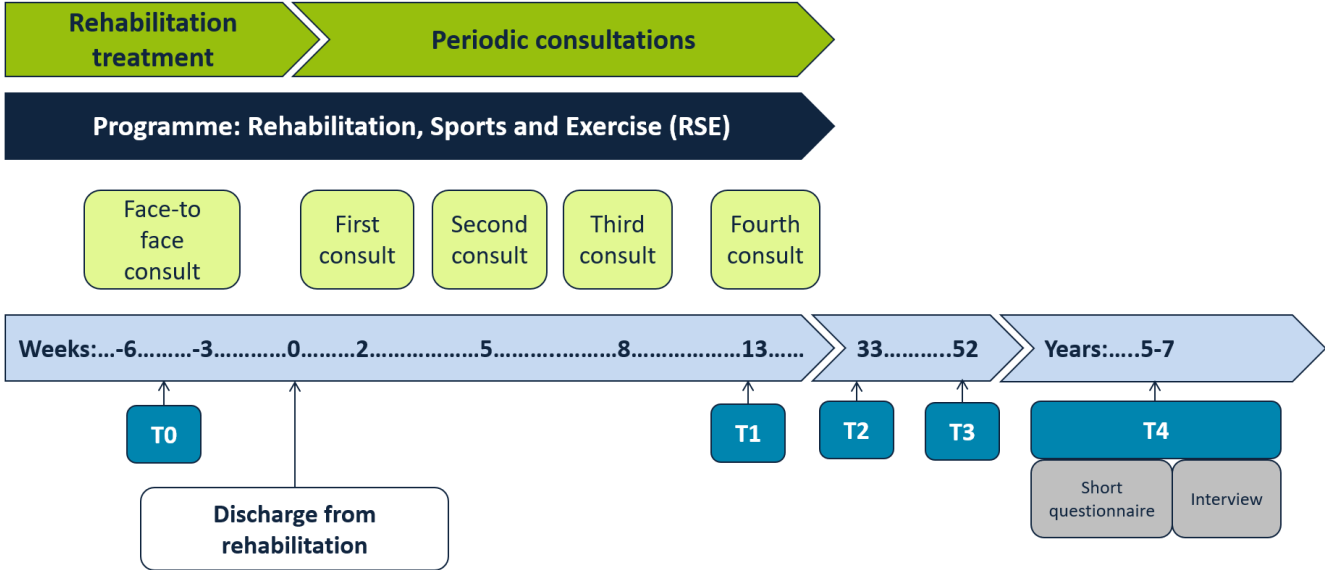 Rehabilitation
treatment
Periodic consultations
Programme: Rehabilitation, Sports and Exercise (RSE)
Face-to
face
consult
First
consult
Second
consult
Third
consult
Fourth
consult
Weeks:...-6.........-3............0.........2..............5..............8..............13......
33..........52
Years:.....5-7
T0
T1
T2
T3
T4
Short
questionnaire
Interview
Discharge from
rehabilitation